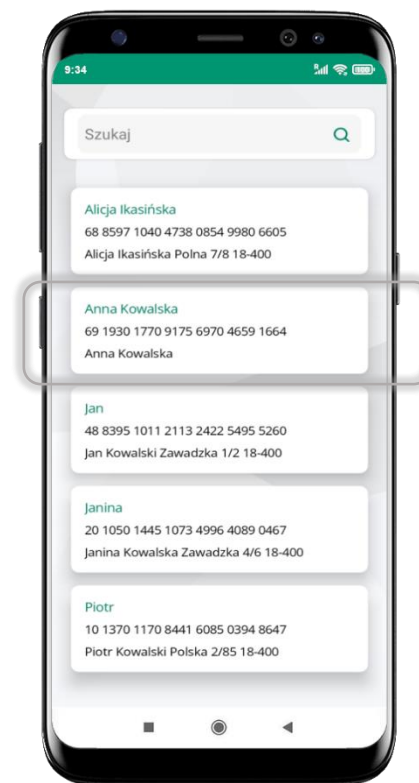 9:34
Szukaj
Alicja Ikasińska
68 8597 1040 4738 0854 9980 6605
Alicja Ikasińska Polna 7/8 18-400
Anna Kowalska
69 1930 1770 9175 6970 4659 1664
Anna Kowalska
Jan
48 8395 1011 2113 2422 5495 5260
Jan Kowalski Zawadzka 1/2 18-400
Janina
20 1050 1445 1073 4996 4089 0467
Janina Kowalska Zawadzka 4/6 18-400
Piotr
10 1370 1170 8441 6085 0394 8647
Piotr Kowalski Polska 2/85 18-400